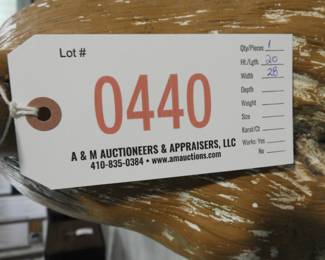 Lot #
0440
A & M AUCTIONEERS & APPRAISERS, LLC
410-835-0384 • www.amauctions.com
Qty/Pieces 1
Ht./Lgth. 20
Width 28
Depth
Weight
Size
Karat/Ct
Works: Yes
No